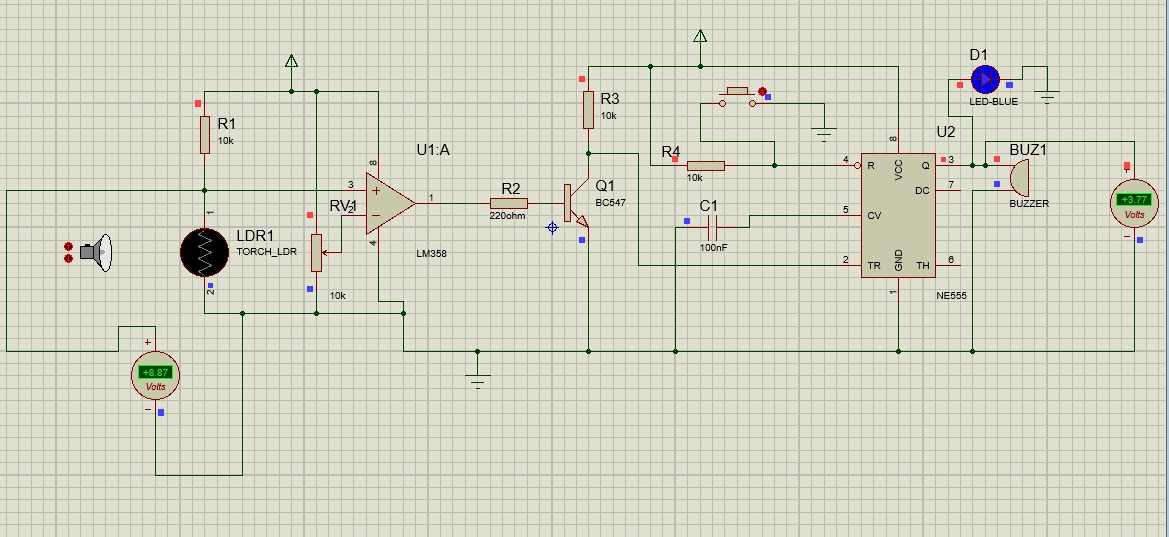 D1
LED-BLUE
R1
10k
R3
10k
8
U2
U1:A
8
R4
10k
4
R
VCC
Q
3
BUZ1
BUZZER
3
RV1
2
1
4
LM358
10k
R2
220ohm
Q1
BC547
DC
7
+3.77
Volts
1
LDR1
TORCH_LDR
2
C1
100nF
5
CV
2
TR
GND
TH
6
1
NE555
+8.87
Volts